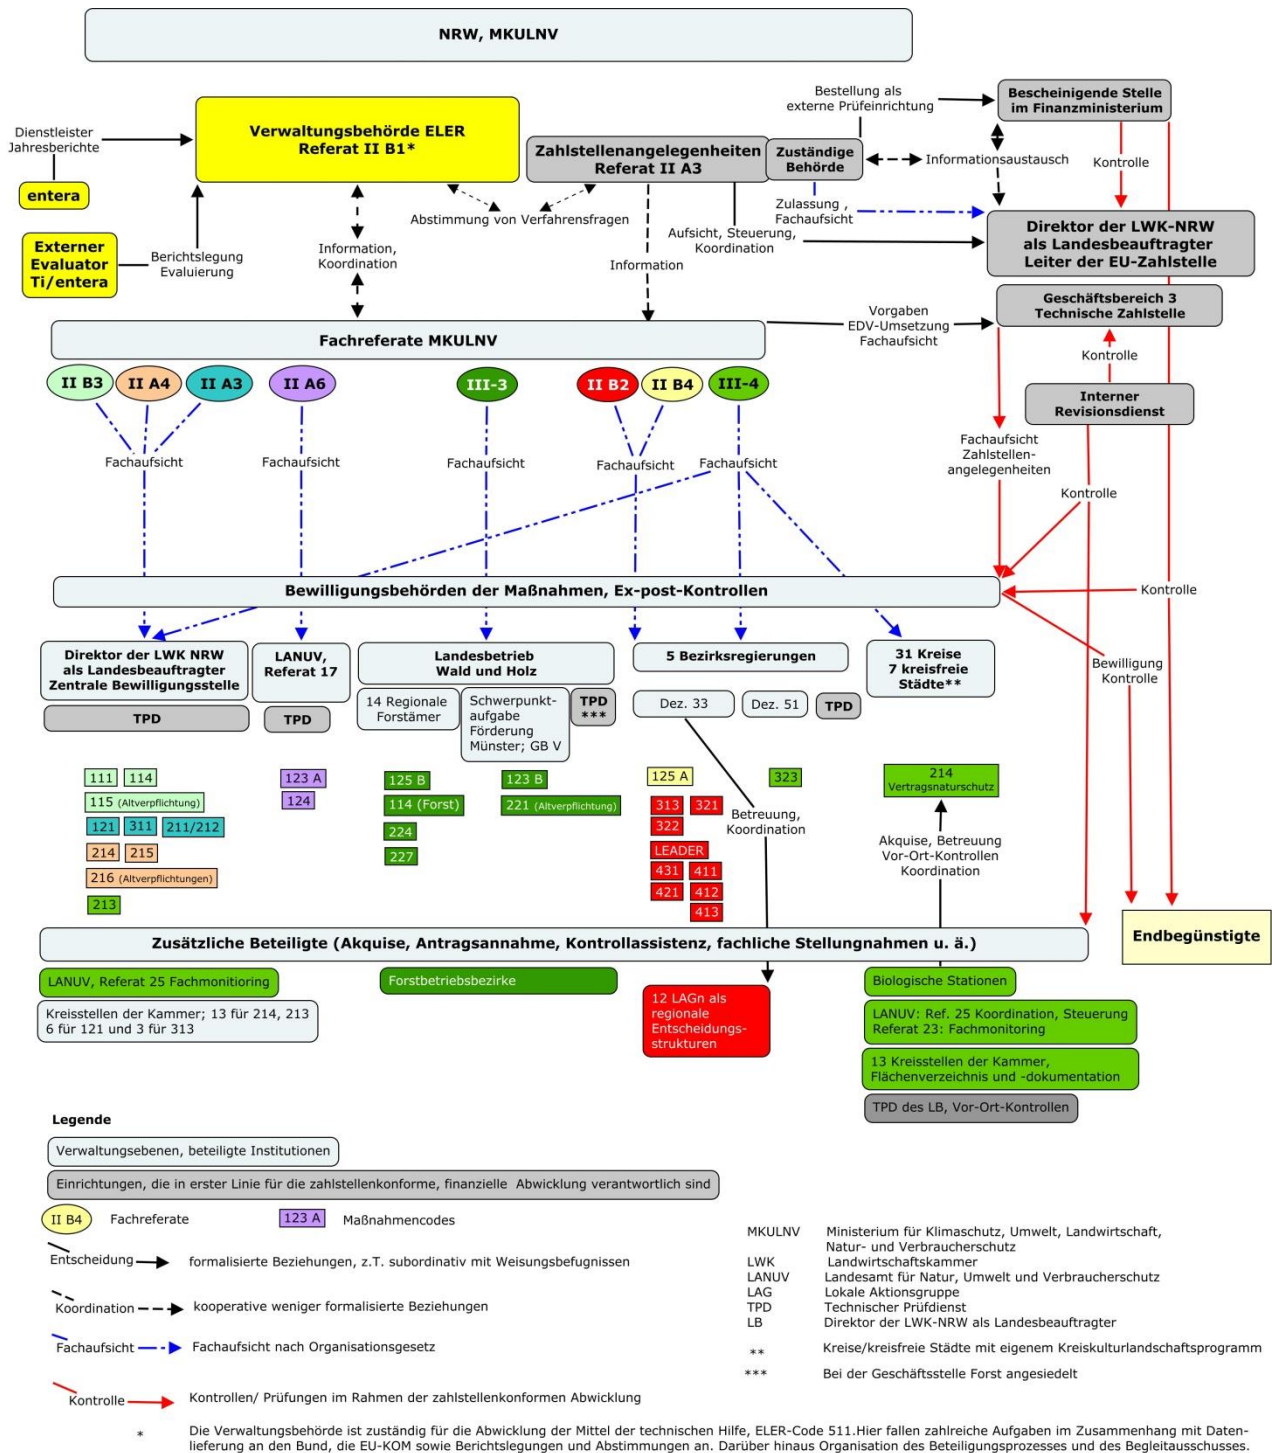 NRW, MKULNV
Bestellung als
externe Prüfeinrichtung
Bescheinigende Stelle
im Finanzministerium
Dienstleister
Jahresberichte
Verwaltungsbehörde ELER
Referat II B1*
Zahlstellenangelegenheiten
Referat II A3
Zuständige
Behörde
Informationsaustausch
Kontrolle
entera
Abstimmung von Verfahrensfragen
Zulassung ,
Fachaufsicht
Externer
Evaluator
Ti/entera
Berichtslegung
Evaluierung
Information,
Koordination
Information
Aufsicht, Steuerung,
Koordination
Direktor der LWK-NRW
als Landesbeauftragter
Leiter der EU-Zahlstelle
Geschäftsbereich 3
Technische Zahlstelle
Vorgaben
EDV-Umsetzung
Fachaufsicht
Fachreferate MKULNV
Kontrolle
II B3
II A4
II A3
II A6
III-3
II B2
II B4
III-4
Interner
Revisionsdienst
Fachaufsicht
Fachaufsicht
Fachaufsicht
Fachaufsicht
Fachaufsicht
Fachaufsicht
Zahlstellen-
angelegenheiten
Kontrolle
Bewilligungsbehörden der Maßnahmen, Ex-post-Kontrollen
Kontrolle
Direktor der LWK NRW
als Landesbeauftragter
Zentrale Bewilligungsstelle
LANUV,
Referat 17
Landesbetrieb
Wald und Holz
5 Bezirksregierungen
31 Kreise
7 kreisfreie
Städte**
Bewilligung
Kontrolle
TPD
TPD
14 Regionale
Forstämer
Schwerpunkt-
aufgabe
Förderung
Münster; GB V
TPD
***
Dez. 33
Dez. 51
TPD
111
114
115 (Altverpflichtung)
121
311
211/212
214
215
216 (Altverpflichtungen)
213
123 A
124
125 B
114 (Forst)
224
227
123 B
221 (Altverpflichtung)
125 A
313
321
322
LEADER
431
411
421
412
413
323
Betreuung,
Koordination
214
Vertragsnaturschutz
Akquise, Betreuung
Vor-Ort-Kontrollen
Koordination
Zusätzliche Beteiligte (Akquise, Antragsannahme, Kontrollassistenz, fachliche Stellungnahmen u. ä.)
Endbegünstigte
LANUV, Referat 25 Fachmonitioring
Kreisstellen der Kammer; 13 für 214, 213
6 für 121 und 3 für 313
Forstbetriebsbezirke
12 LAGn als
regionale
Entscheidungs-
strukturen
Biologische Stationen
LANUV: Ref. 25 Koordination, Steuerung
Referat 23: Fachmonitoring
13 Kreisstellen der Kammer,
Flächenverzeichnis und -dokumentation
TPD des LB, Vor-Ort-Kontrollen
Legende
Verwaltungsebenen, beteiligte Institutionen
Einrichtungen, die in erster Linie für die zahlstellenkonforme, finanzielle Abwicklung verantwortlich sind
II B4 Fachreferate 123 A Maßnahmencodes
Entscheidung formalisierte Beziehungen, z.T. subordinativ mit Weisungsbefugnissen
Koordination kooperative weniger formalisierte Beziehungen
Fachaufsicht Fachaufsicht nach Organisationsgesetz
Kontrolle Kontrollen/ Prüfungen im Rahmen der zahlstellenkonformen Abwicklung
MKULNV Ministerium für Klimaschutz, Umwelt, Landwirtschaft,
Natur- und Verbraucherschutz
LWK Landwirtschaftskammer
LANUV Landesamt für Natur, Umwelt und Verbraucherschutz
LAG Lokale Aktionsgruppe
TPD Technischer Prüfdienst
LB Direktor der LWK-NRW als Landesbeauftragter
** Kreise/kreisfreie Städte mit eigenem Kreiskulturlandschaftsprogramm
*** Bei der Geschäftsstelle Forst angesiedelt
* Die Verwaltungsbehörde ist zuständig für die Abwicklung der Mittel der technischen Hilfe, ELER-Code 511.Hier fallen zahlreiche Aufgaben im Zusammenhang mit Daten-
lieferung an den Bund, die EU-KOM sowie Berichtslegungen und Abstimmungen an. Darüber hinaus Organisation des Beteiligungsprozesses und des Begleitausschusses.